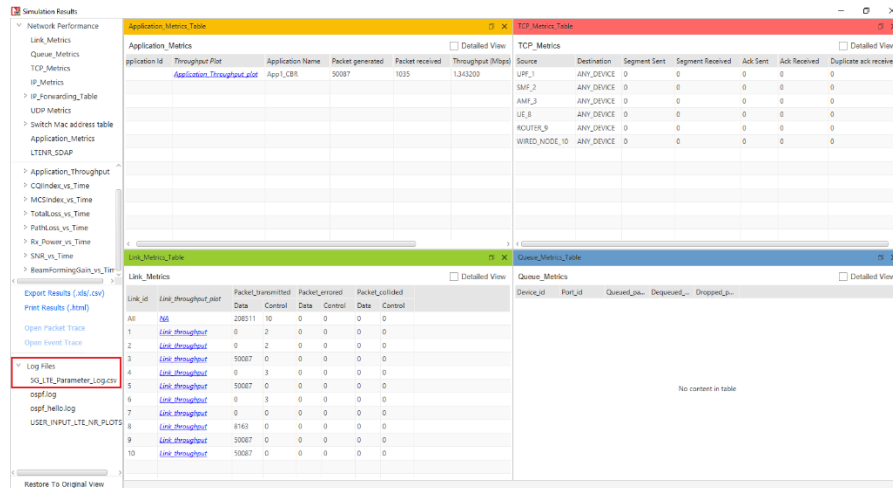 Simulation Results
Network Performance
Link_Metrics
Queue_Metrics
TCP_Metrics
IP_Metrics
IP_Forwarding_Table
UDP Metrics
Switch Mac address table
Application_Metrics
LTENR_SDAP
Application_Throughput
CQIIndex_vs_Time
MCSIndex_vs_Time
TotalLoss_vs_Time
PathLoss_vs_Time
Rx_Power_vs_Time
SNR_vs_Time
BeamFormingGain_vs_Tim
Export Results (.xls/.csv)
Print Results (.html)
Open Packet Trace
Open Event Trace
Log Files
5G_LTE_Parameter_Log.csv
ospf.log
ospf_hello.log
USER_INPUT_LTE_NR_PLOTS
Restore To Original View
Application_Metrics_Table
Application_Metrics Detailed View
pplication Id Throughput Plot Application Name Packet generated Packet received Throughput (Mbps)
Application_Throughput_plot App1_CBR 50087 1035 1.343200
TCP_Metrics_Table
TCP_Metrics Detailed View
Source Destination Segment Sent Segment Received Ack Sent Ack Received Duplicate ack receive
UPF_1 ANY_DEVICE 0 0 0 0 0
SMF_2 ANY_DEVICE 0 0 0 0 0
AMF_3 ANY_DEVICE 0 0 0 0 0
UE_8 ANY_DEVICE 0 0 0 0 0
ROUTER_9 ANY_DEVICE 0 0 0 0 0
WIRED_NODE_10 ANY_DEVICE 0 0 0 0 0
Link_Metrics_Table
Link_Metrics Detailed View
Link_id Link_throughput_plot Packet_transmitted Packet_errored Packet_collided
Data Control Data Control Data Control
All NA 208511 10 0 0 0 0
1 Link_throughput 0 2 0 0 0 0
2 Link_throughput 0 2 0 0 0 0
3 Link_throughput 50087 0 0 0 0 0
4 Link_throughput 0 3 0 0 0 0
5 Link_throughput 50087 0 0 0 0 0
6 Link_throughput 0 3 0 0 0 0
7 Link_throughput 0 0 0 0 0 0
8 Link_throughput 8163 0 0 0 0 0
9 Link_throughput 50087 0 0 0 0 0
10 Link_throughput 50087 0 0 0 0 0
Queue_Metrics_Table
Queue_Metrics Detailed View
Device_id Port_id Queued_pa... Dequeued_... Dropped_p...
No content in table